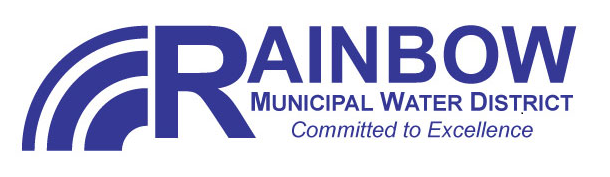 RAINBOW
MUNICIPAL WATER DISTRICT
Committed to Excellence